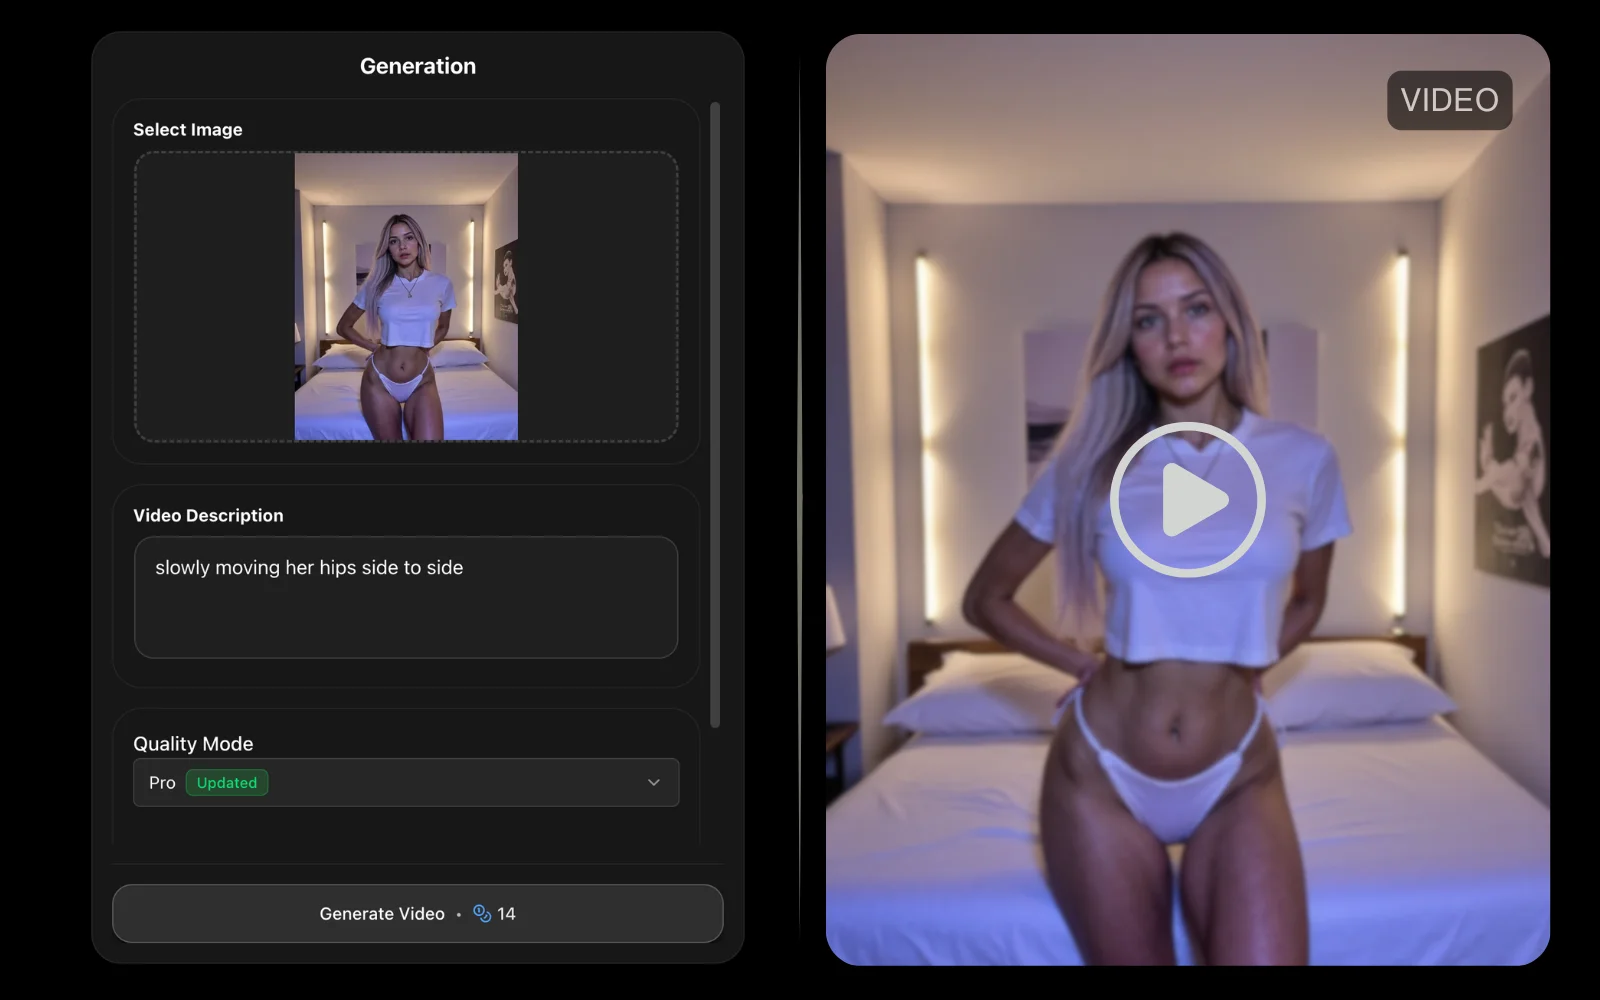 Generation
Select Image
Video Description
slowly moving her hips side to side
Quality Mode
Pro Updated
Generate Video • 14
VIDEO